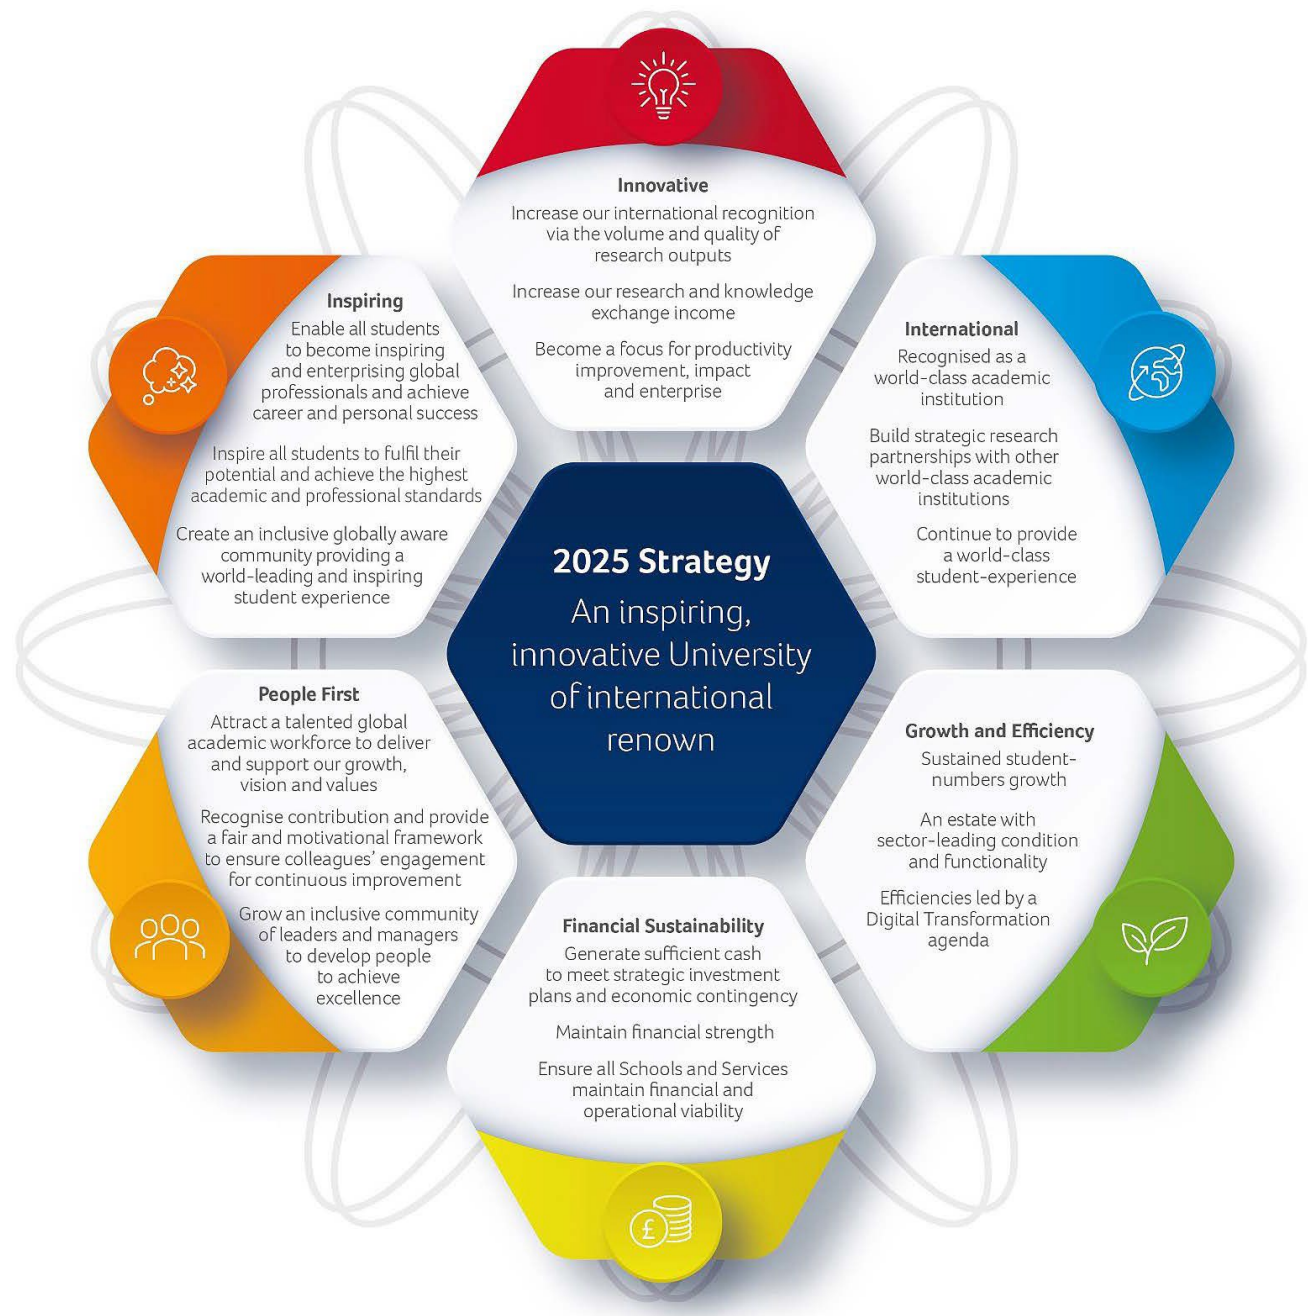 Innovative
Increase our international recognition
via the volume and quality of
research outputs
Increase our research and knowledge
exchange income
Become a focus for productivity
improvement, impact
and enterprise
Inspiring
Enable all students
to become inspiring
and enterprising global
professionals and achieve
career and personal success
Inspire all students to fulfil their
potential and achieve the highest
academic and professional standards
Create an inclusive globally aware
community providing a
world-leading and inspiring
student experience
International
Recognised as a
world-class academic
institution
Build strategic research
partnerships with other
world-class academic
institutions
Continue to provide
a world-class
student-experience
2025 Strategy
An inspiring,
innovative University
of international
renown
People First
Attract a talented global
academic workforce to deliver
and support our growth,
vision and values
Recognise contribution and provide
a fair and motivational framework
to ensure colleagues' engagement
for continuous improvement
Grow an inclusive community
of leaders and managers
to develop people
to achieve
excellence
Growth and Efficiency
Sustained student-
numbers growth
An estate with
sector-leading condition
and functionality
Efficiencies led by a
Digital Transformation
agenda
Financial Sustainability
Generate sufficient cash
to meet strategic investment
plans and economic contingency
Maintain financial strength
Ensure all Schools and Services
maintain financial and
operational viability
£